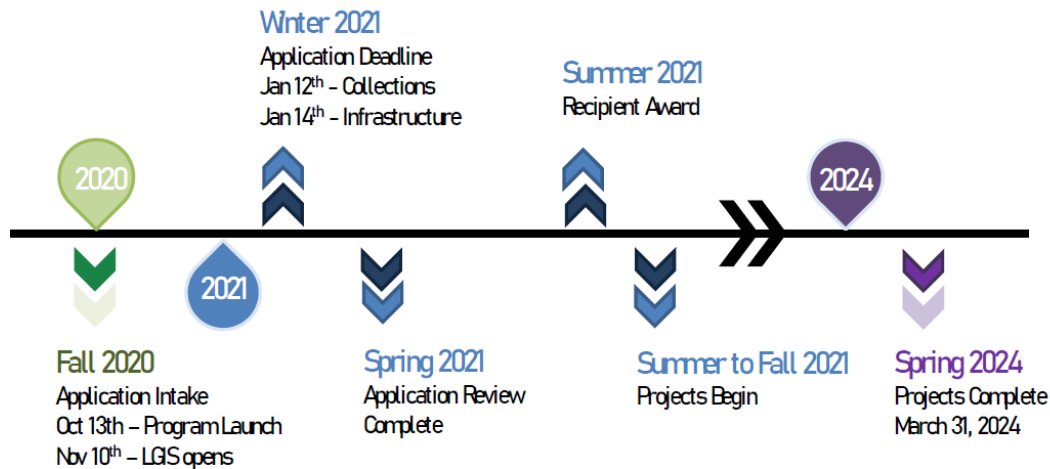 Winter 2021
Application Deadline
Jan 12th - Collections
Jan 14th - Infrastructure
Summer 2021
Recipient Award
2020
2024
2021
Fall 2020
Application Intake
Oct 13th – Program Launch
Nov 10th – LGIS opens
Spring 2021
Application Review
Complete
Summer to Fall 2021
Projects Begin
Spring 2024
Projects Complete
March 31, 2024